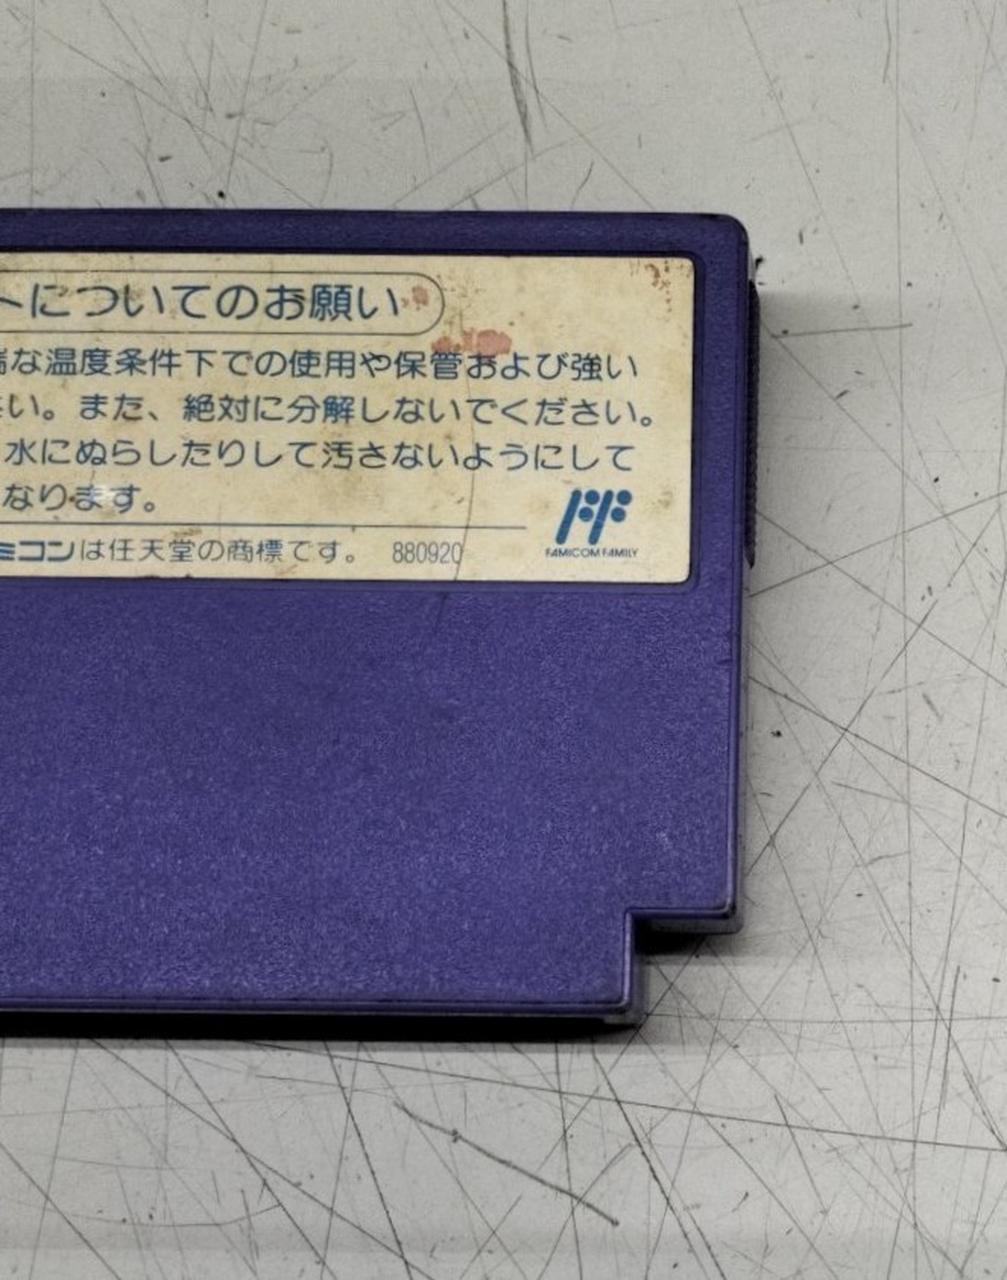 トについてのお願い
端な温度条件下での使用や保管および強い
さい。また、絶対に分解しないでください。
水にぬらしたりして汚さないようにして
なります。
ミコンは任天堂の商標です。 880920
FAMICOM FAMILY